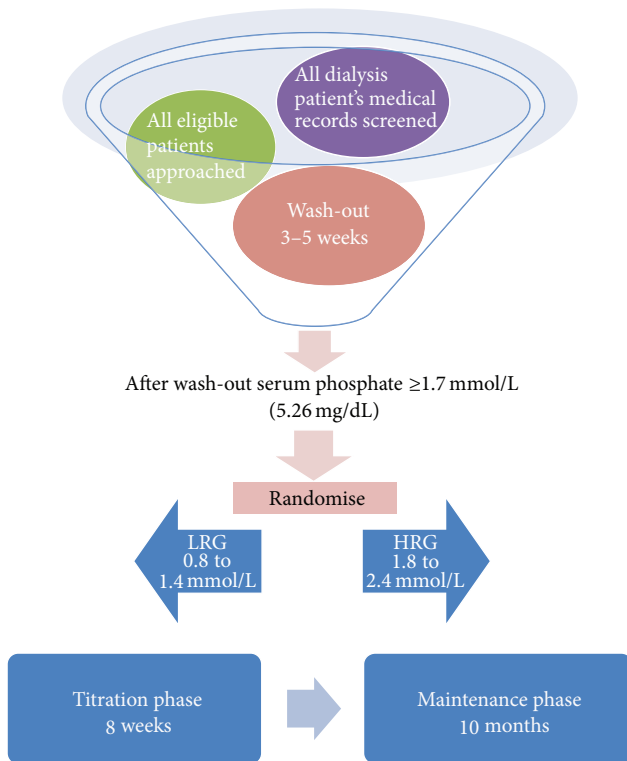 All dialysis
patient's medical
records screened
All eligible
patients
approached
Wash-out
3–5 weeks
After wash-out serum phosphate ≥1.7 mmol/L
(5.26 mg/dL)
Randomise
LRG
0.8 to
1.4 mmol/L
HRG
1.8 to
2.4 mmol/L
Titration phase
8 weeks
Maintenance phase
10 months